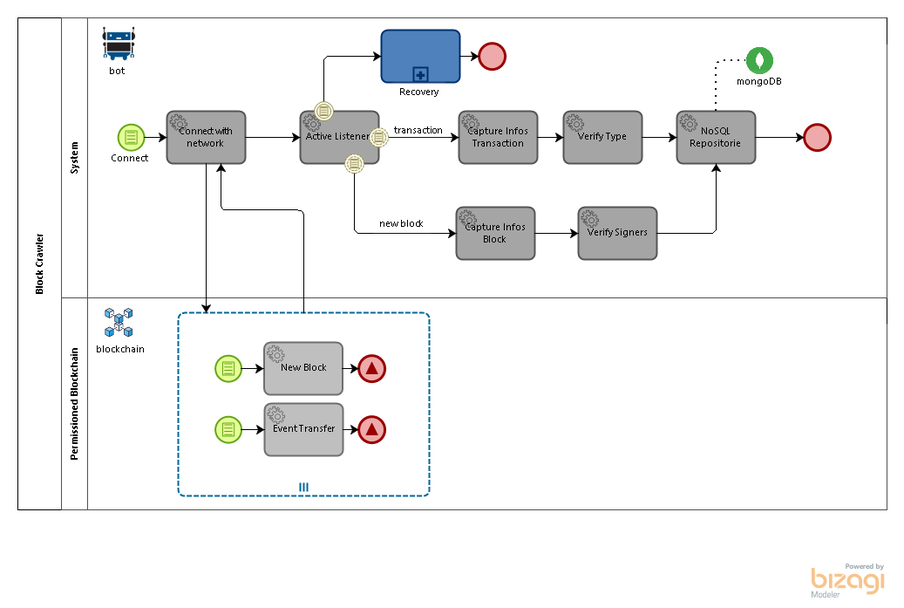 Block Crawler
System
bot
Connect
Connect with
network
Active Listener
Recovery
transaction
Capture Infos
Transaction
Verify Type
NoSQL
Repositorie
mongoDB
new block
Capture Infos
Block
Verify Signers
Permissioned Blockchain
blockchain
New Block
Event Transfer
Powered by
bizagi
Modeler